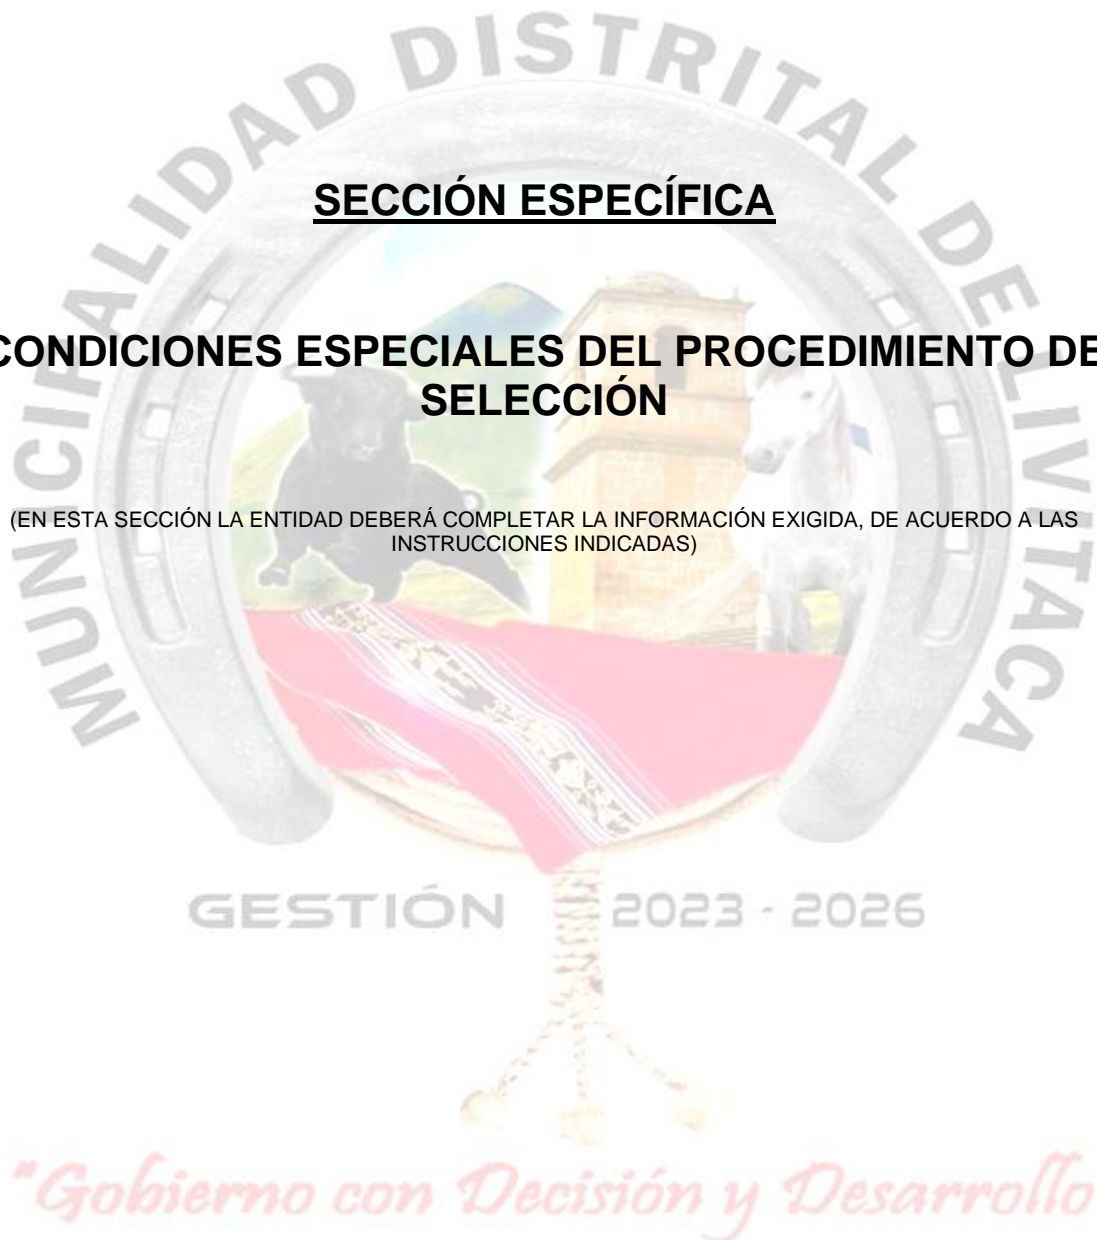 MUNICIPALIDAD DISTRITAL DE LIVITACA
SECCIÓN ESPECÍFICA
CONDICIONES ESPECIALES DEL PROCEDIMIENTO DE
SELECCIÓN
(EN ESTA SECCIÓN LA ENTIDAD DEBERÁ COMPLETAR LA INFORMACIÓN EXIGIDA, DE ACUERDO A LAS
INSTRUCCIONES INDICADAS)
GESTIÓN 2023 - 2026
"Gobierno con Decisión y Desarrollo